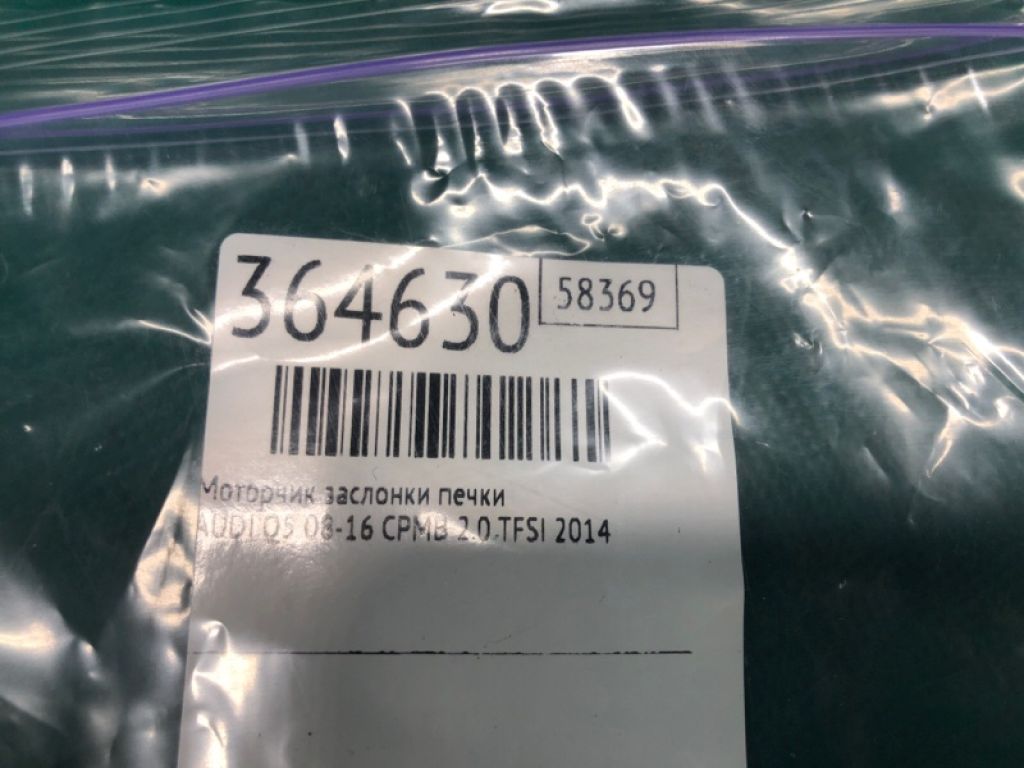 364630
58369
Моторчик заслонки печки
AUDI Q5 08-16 CPMB 2.0 TFSI 2014